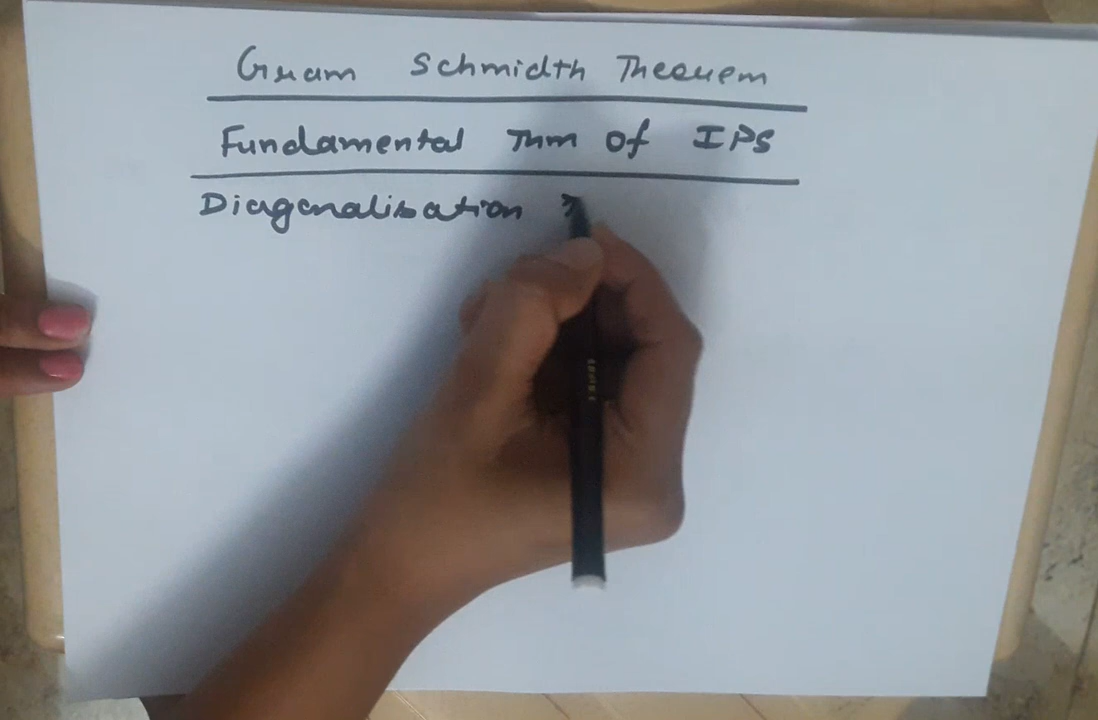 Gram Schmidth Theorem
Fundamental Thm of IPS
Diagonalisation